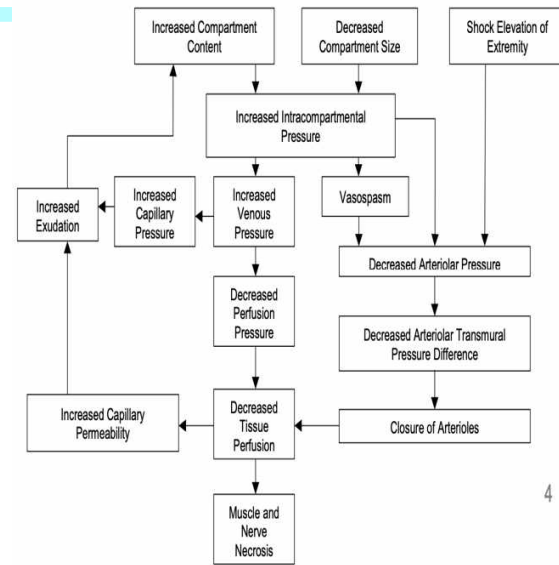 Increased Compartment
Content
Decreased
Compartment Size
Shock Elevation of
Extremity
Increased Intracompartmental
Pressure
Increased
Exudation
Increased
Capillary
Pressure
Increased
Venous
Pressure
Vasospasm
Decreased Arteriolar Pressure
Decreased
Perfusion
Pressure
Decreased Arteriolar Transmural
Pressure Difference
Increased Capillary
Permeability
Decreased
Tissue
Perfusion
Closure of Arterioles
Muscle and
Nerve
Necrosis
4